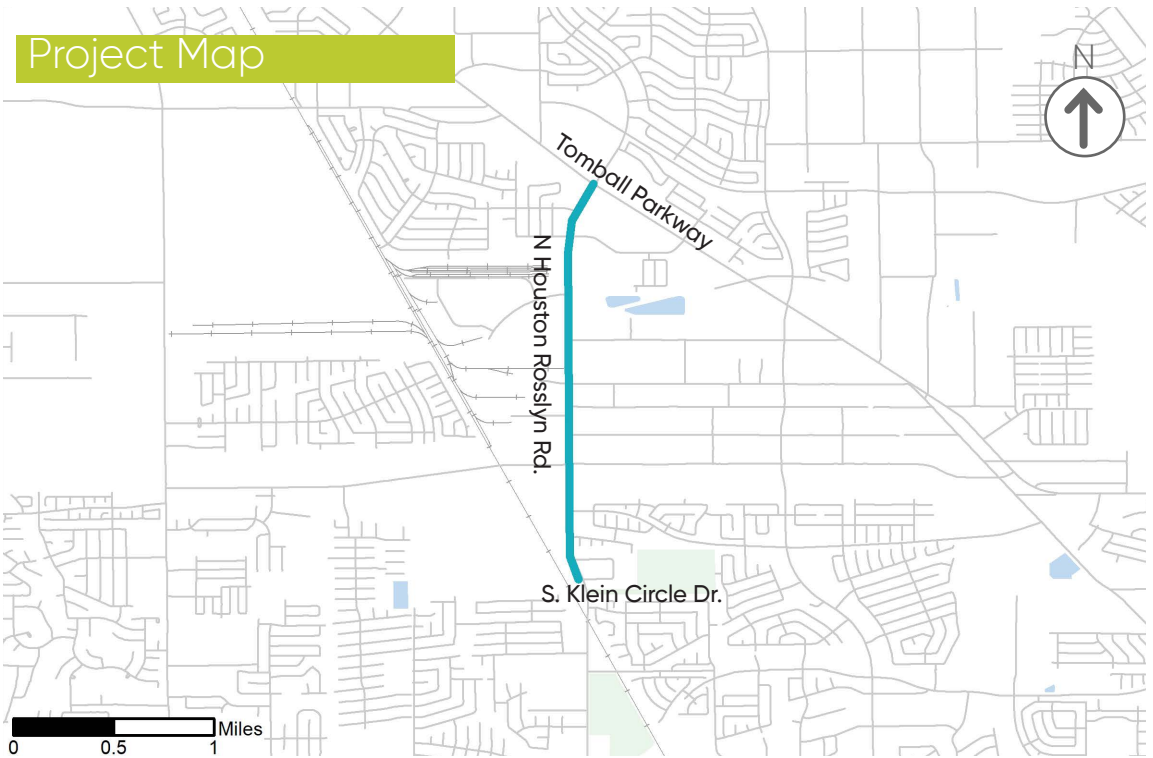 Project Map
N
Tomball Parkway
N Houston Rosslyn Rd.
S. Klein Circle Dr.
Miles
0 0.5 1